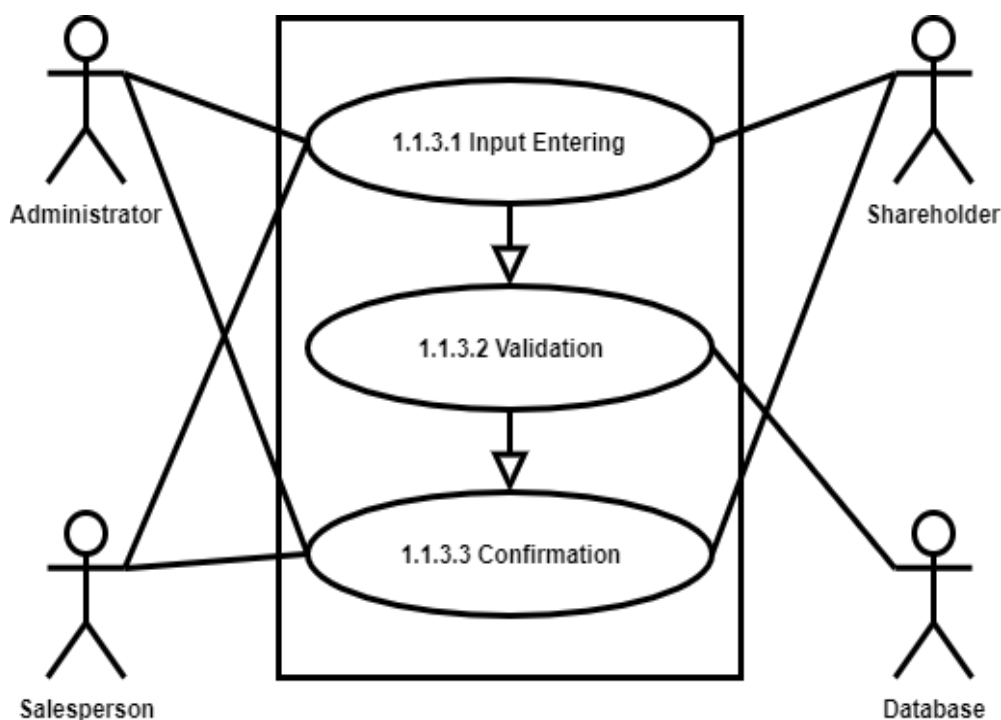 1.1.3.1 Input Entering
Administrator
Shareholder
1.1.3.2 Validation
1.1.3.3 Confirmation
Salesperson
Database